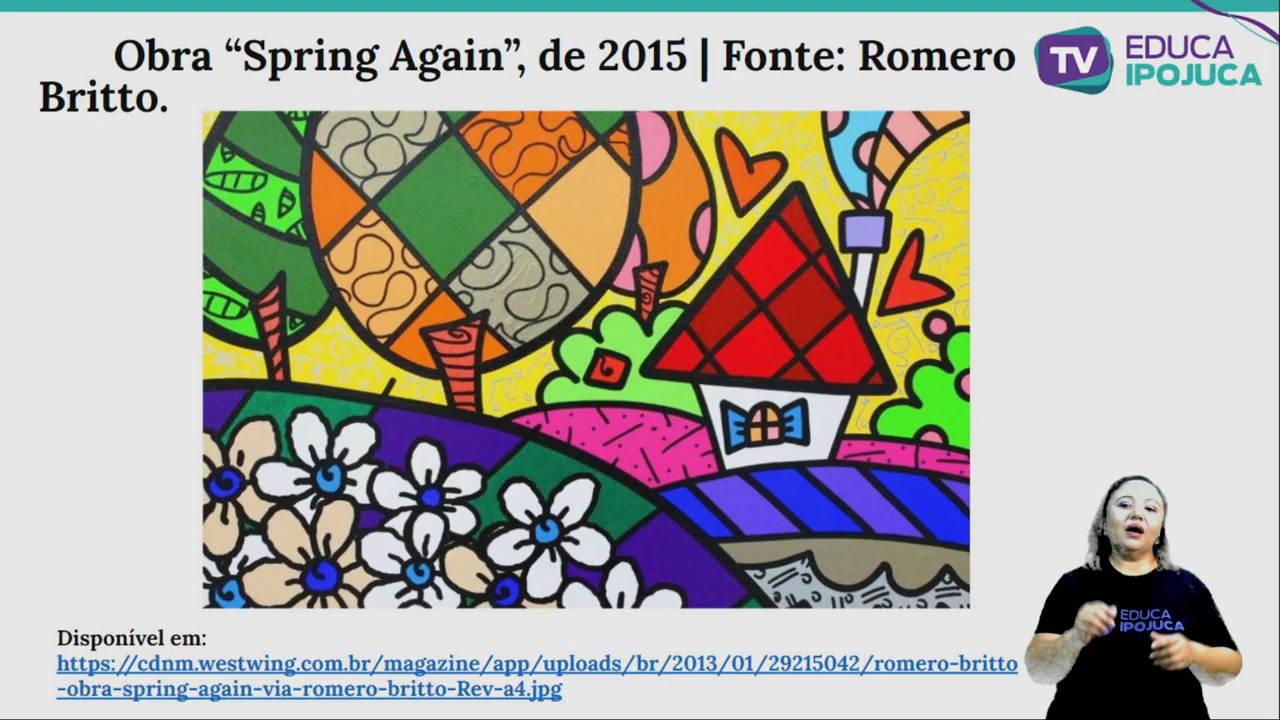 Obra “Spring Again”, de 2015 | Fonte: Romero
Britto.
TV EDUCA
IPOJUCA
Disponível em:
https://cdnm.westwing.com.br/magazine/app/uploads/br/2013/01/29215042/romero-britto
-obra-spring-again-via-romero-britto-Rev-a4.jpg
EDUCA
IPOJUCA